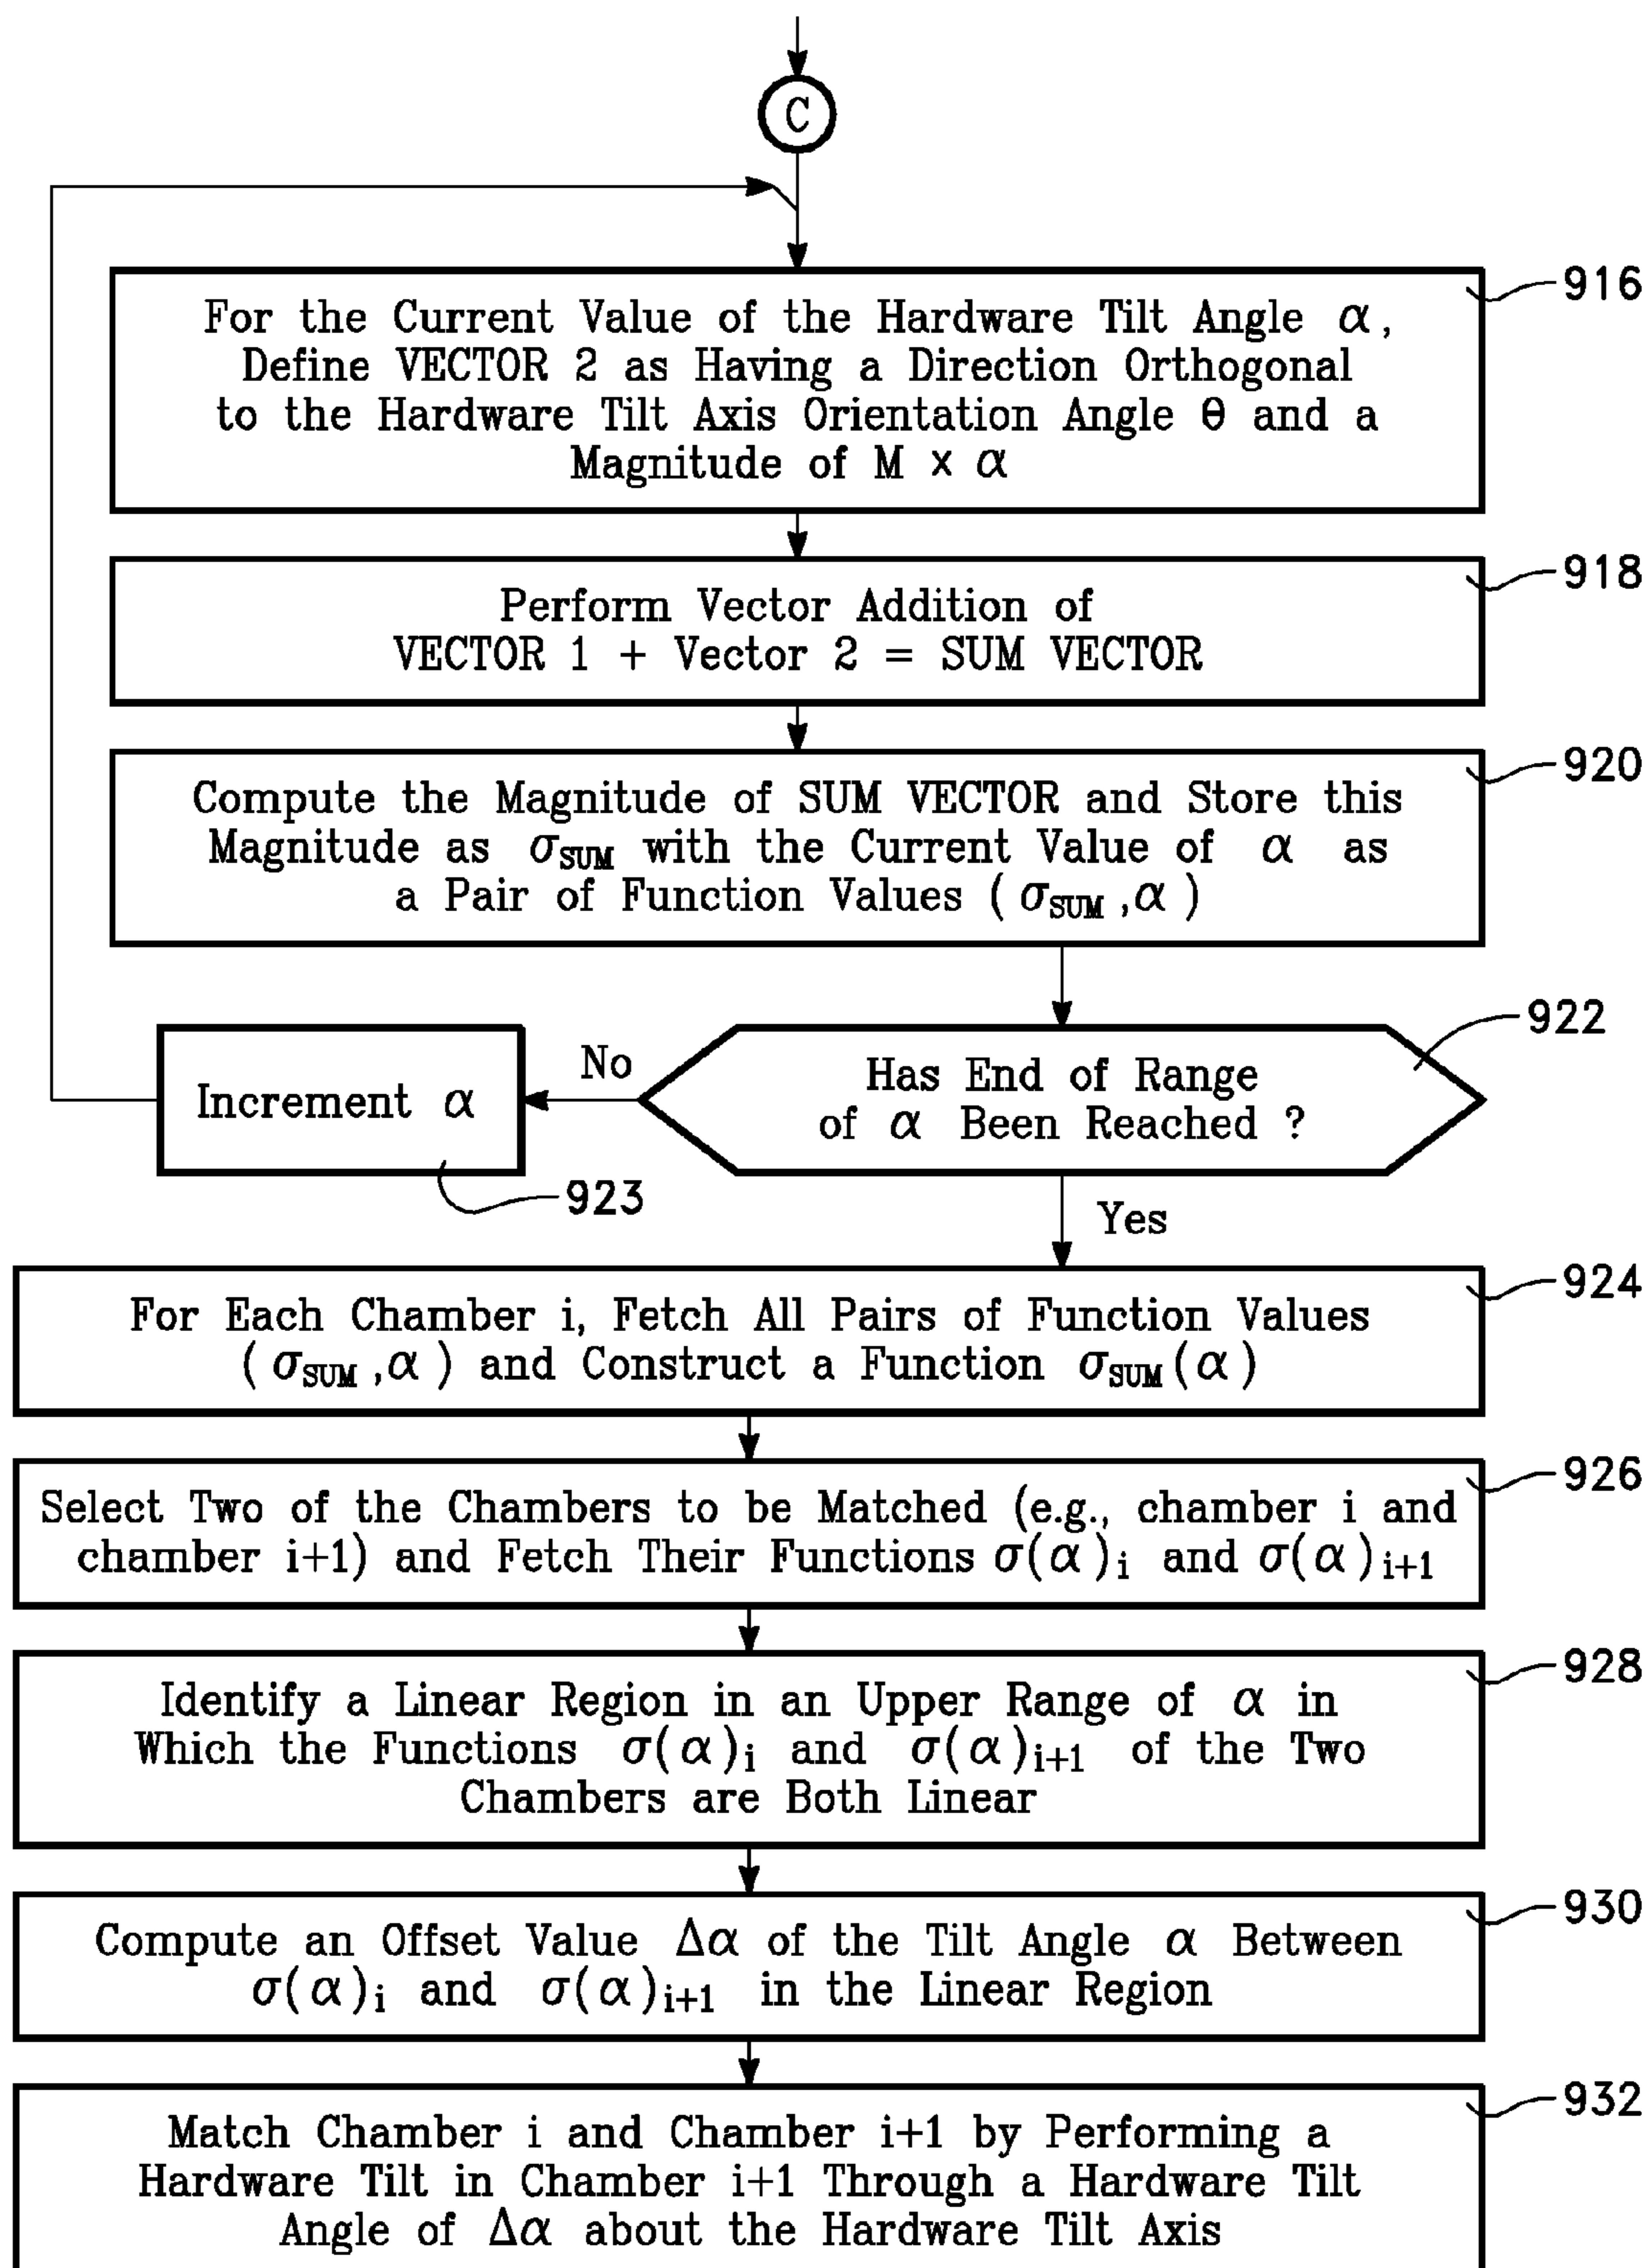 C
For the Current Value of the Hardware Tilt Angle α,
Define VECTOR 2 as Having a Direction Orthogonal
to the Hardware Tilt Axis Orientation Angle θ and a
Magnitude of M × α
916
Perform Vector Addition of
VECTOR 1 + Vector 2 = SUM VECTOR
918
Compute the Magnitude of SUM VECTOR and Store this
Magnitude as σSUM with the Current Value of α as
a Pair of Function Values (σSUM,α)
920
Has End of Range
of α Been Reached ?
922
No
Increment α
923
Yes
For Each Chamber i, Fetch All Pairs of Function Values
(σSUM,α) and Construct a Function σSUM(α)
924
Select Two of the Chambers to be Matched (e.g., chamber i and
chamber i+1) and Fetch Their Functions σ(α)i and σ(α)i+1
926
Identify a Linear Region in an Upper Range of α in
Which the Functions σ(α)i and σ(α)i+1 of the Two
Chambers are Both Linear
928
Compute an Offset Value Δα of the Tilt Angle α Between
σ(α)i and σ(α)i+1 in the Linear Region
930
Match Chamber i and Chamber i+1 by Performing a
Hardware Tilt in Chamber i+1 Through a Hardware Tilt
Angle of Δα about the Hardware Tilt Axis
932